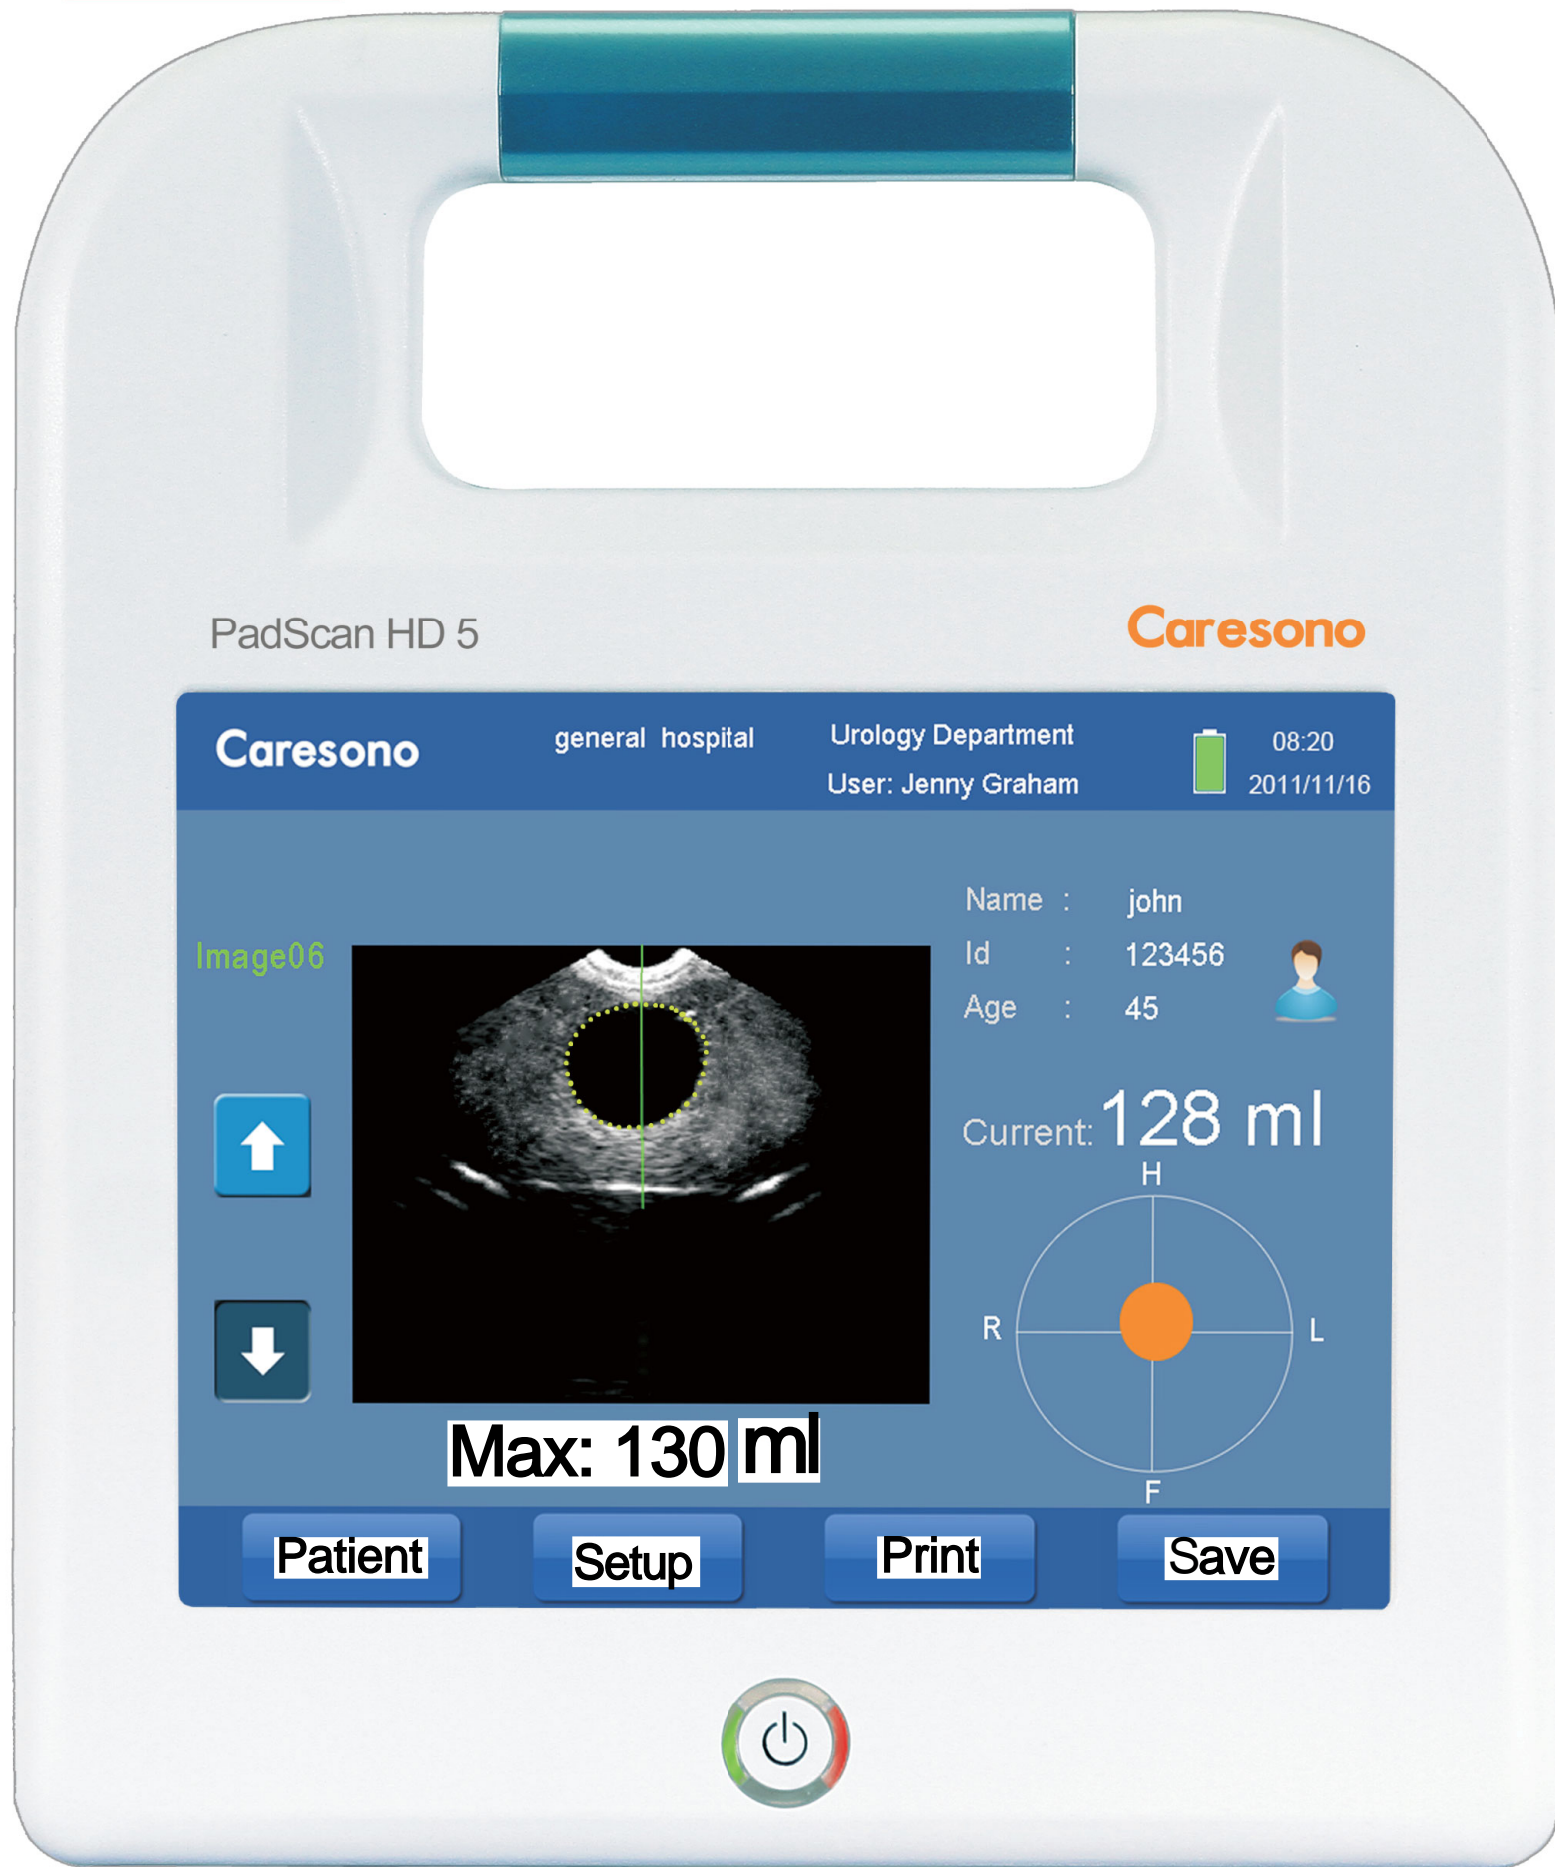 PadScan HD 5
Caresono
Caresono
general hospital
Urology Department
User: Jenny Graham
08:20
2011/11/16
Image06
Name : john
Id : 123456
Age : 45
Current: 128 ml
H
R
L
F
Max: 130 ml
Patient
Setup
Print
Save